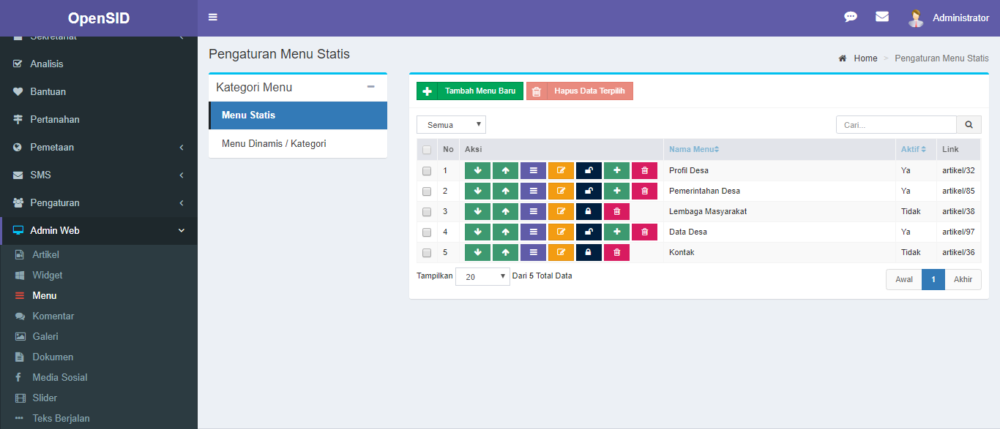 OpenSID
Administrator
Sekretariat
Analisis
Bantuan
Pertanahan
Pemetaan
SMS
Pengaturan
Admin Web
Artikel
Widget
Menu
Komentar
Galeri
Dokumen
Media Sosial
Slider
Teks Berjalan
Pengaturan Menu Statis
Home > Pengaturan Menu Statis
Kategori Menu
Menu Statis
Menu Dinamis / Kategori
Tambah Menu Baru Hapus Data Terpilih
Semua Cari...
No Aksi Nama Menu Aktif Link
1 Profil Desa Ya artikel/32
2 Pemerintahan Desa Ya artikel/85
3 Lembaga Masyarakat Tidak artikel/38
4 Data Desa Ya artikel/97
5 Kontak Tidak artikel/36
Tampilkan 20 Dari 5 Total Data
Awal 1 Akhir